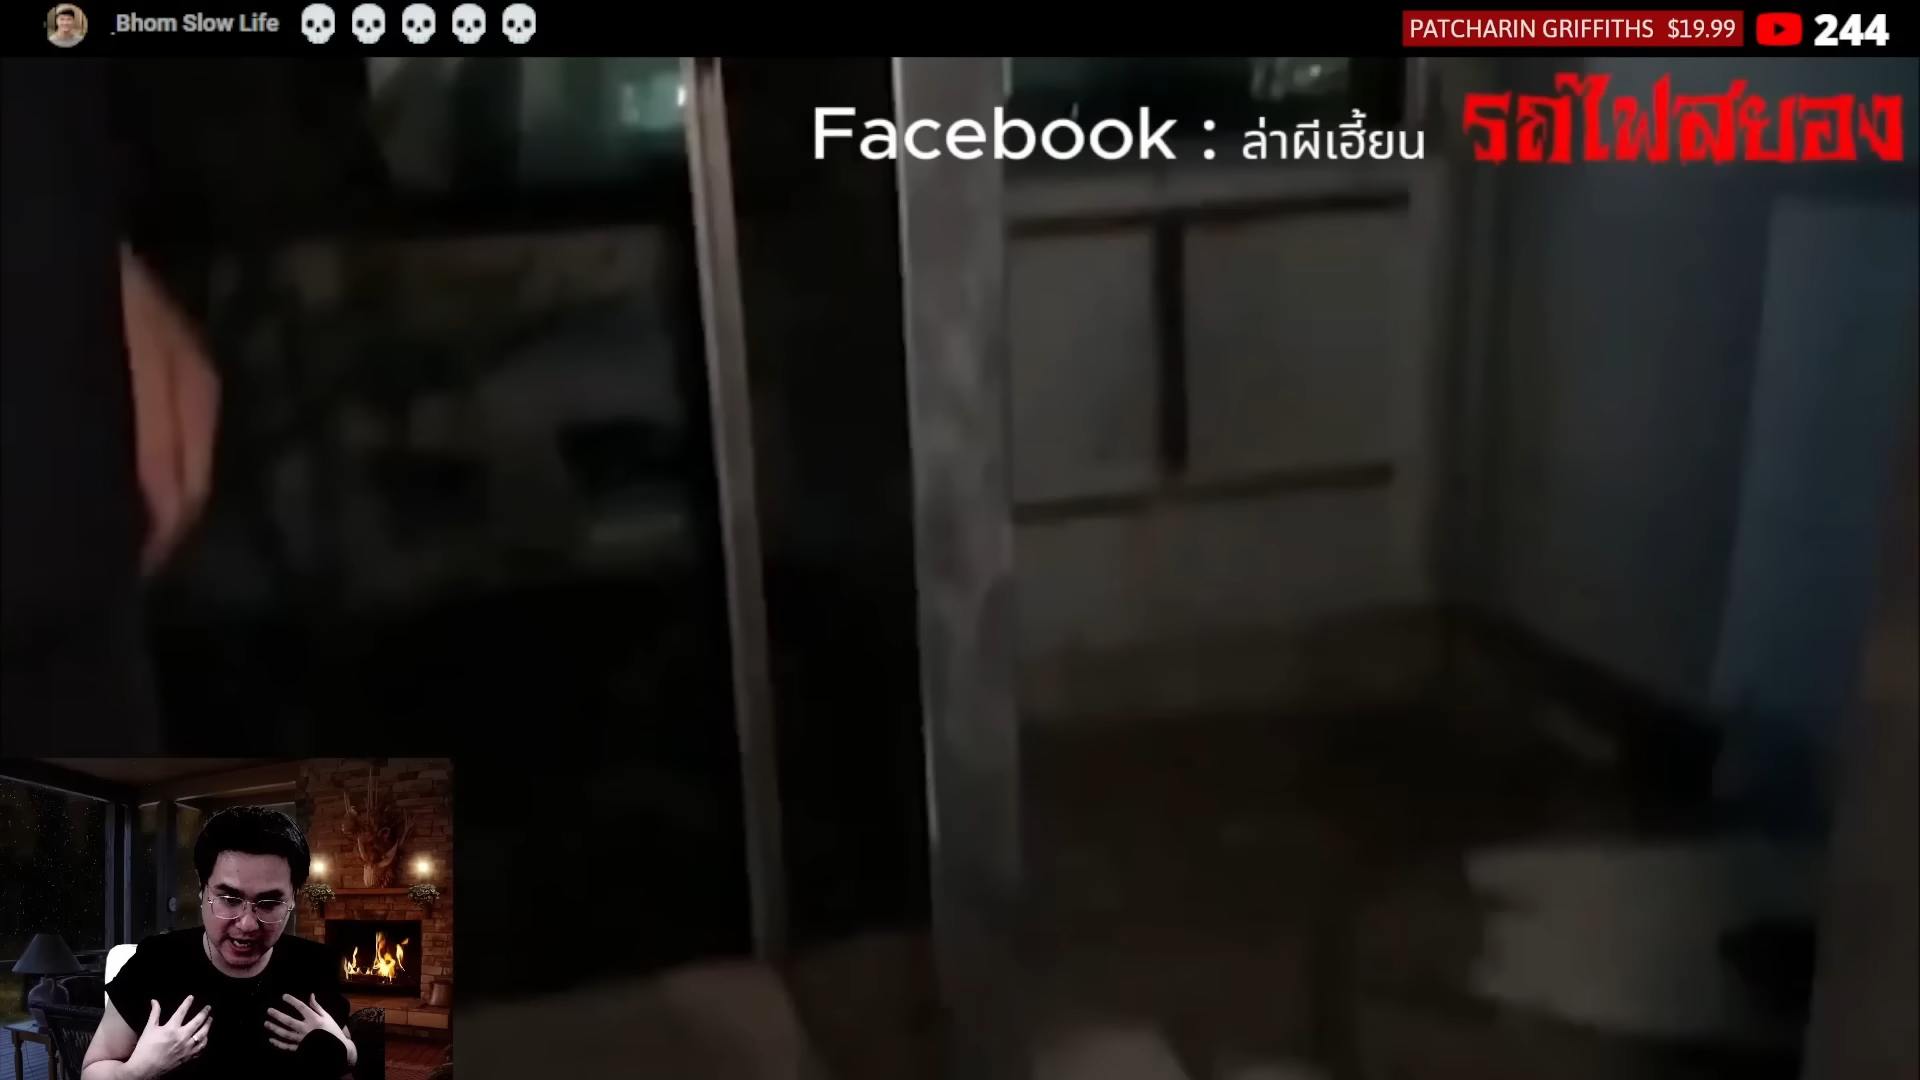 _Bhom Slow Life 💀💀💀💀💀
PATCHARIN GRIFFITHS $19.99
244
Facebook : ล่าผีเฮี้ยน
รถไฟสยอง